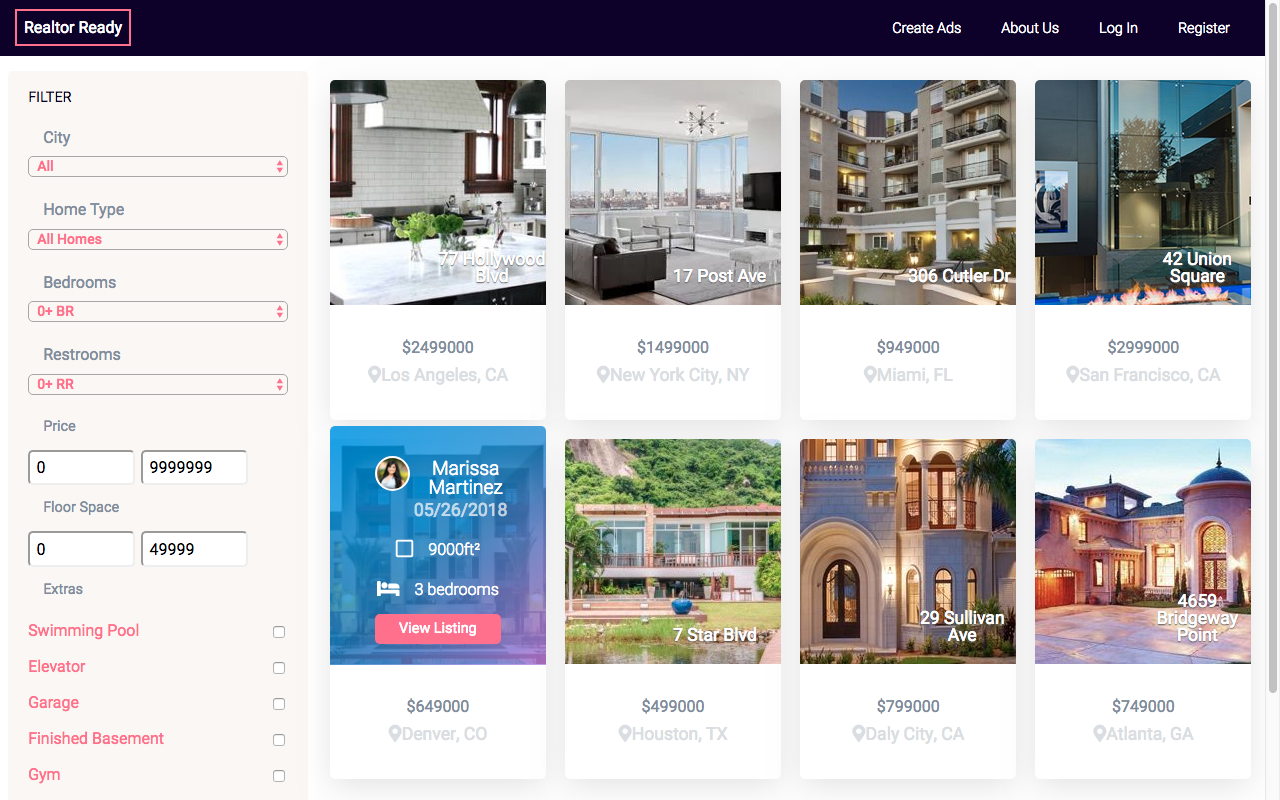 Realtor Ready
Create Ads
About Us
Log In
Register
FILTER
City
All
Home Type
All Homes
Bedrooms
0+ BR
Restrooms
0+ RR
Price
0
9999999
Floor Space
0
49999
Extras
Swimming Pool
Elevator
Garage
Finished Basement
Gym
77 Hollywood
Blvd
$2499000
Los Angeles, CA
17 Post Ave
$1499000
New York City, NY
306 Cutler Dr
$949000
Miami, FL
42 Union
Square
$2999000
San Francisco, CA
Marissa
Martinez
05/26/2018
9000ft²
3 bedrooms
View Listing
$649000
Denver, CO
7 Star Blvd
$499000
Houston, TX
29 Sullivan
Ave
$799000
Daly City, CA
4659
Bridgeway
Point
$749000
Atlanta, GA